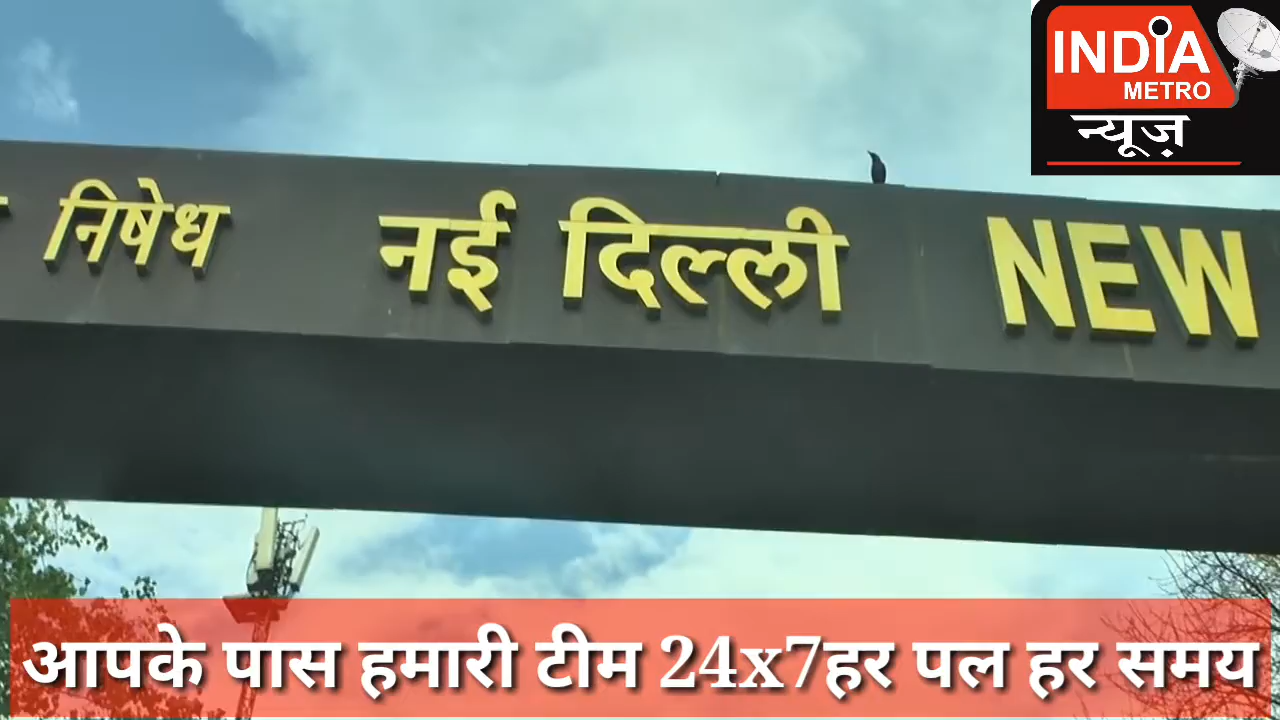 INDIA
METRO
न्यूज़
निषेध नई दिल्ली NEW
आपके पास हमारी टीम 24x7हर पल हर समय